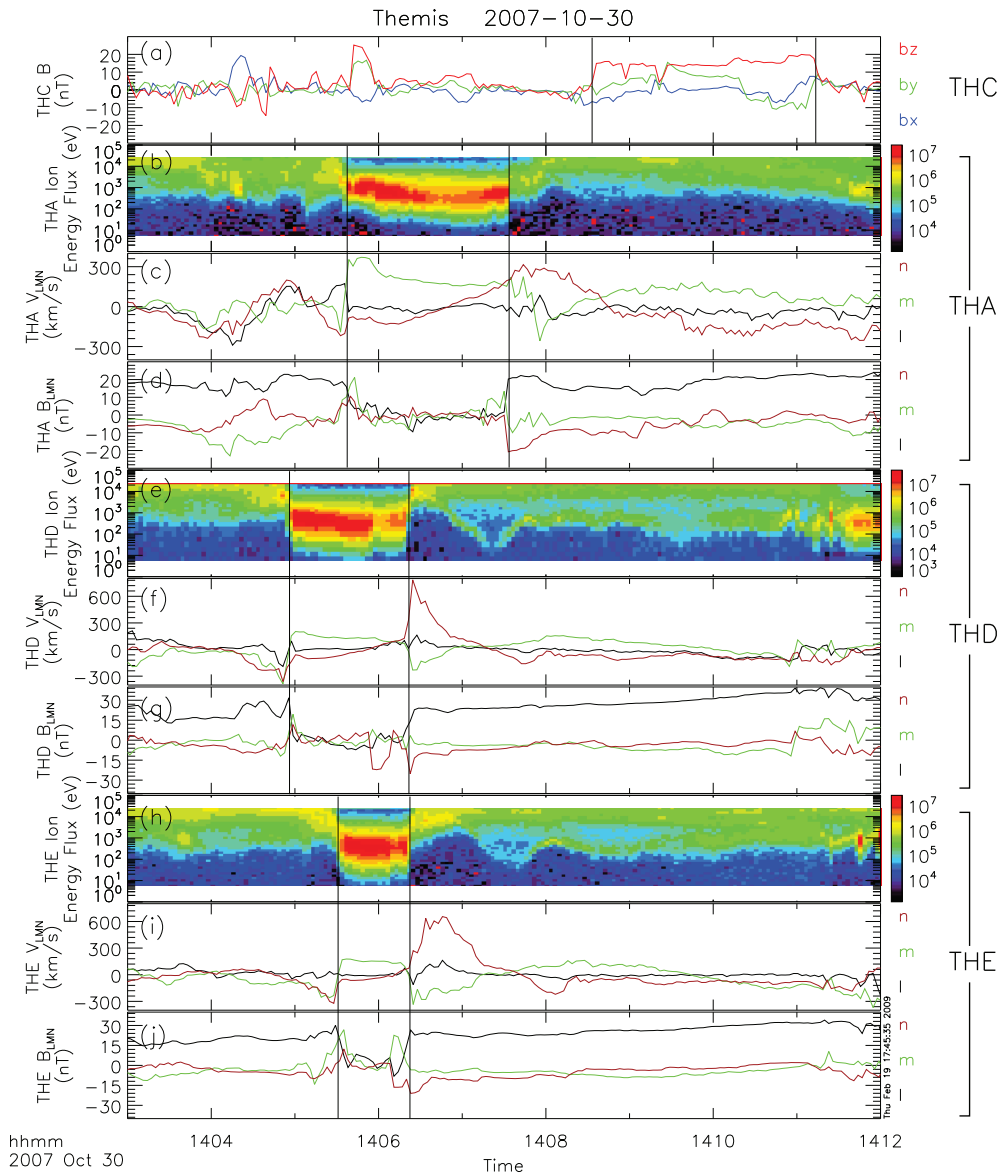 Themis 2007-10-30
(a)
THC B
(nT)
20
10
0
0
-10
-20
bz
by
bx
THC
(b)
THA Ion
Energy Flux (eV)
10^5
10^4
10^3
10^2
10^1
10^0
10^7
10^6
10^5
10^4
(c)
THA V_LMN
(km/s)
300
0
-300
n
m
l
THA
(d)
THA B_LMN
(nT)
20
10
0
-10
-20
n
m
l
(e)
THD Ion
Energy Flux (eV)
10^5
10^4
10^3
10^2
10^1
10^0
10^7
10^6
10^5
10^4
10^3
(f)
THD V_LMN
(km/s)
600
300
0
-300
n
m
l
THD
(g)
THD B_LMN
(nT)
30
15
0
-15
-30
n
m
l
(h)
THE Ion
Energy Flux (eV)
10^5
10^4
10^3
10^2
10^1
10^0
10^7
10^6
10^5
10^4
(i)
THE V_LMN
(km/s)
600
300
0
-300
n
m
l
THE
(j)
THE B_LMN
(nT)
30
15
0
-15
-30
n
m
l
Thu Feb 19 17:45:35 2009
hhmm
2007 Oct 30
1404
1406
1408
1410
1412
Time